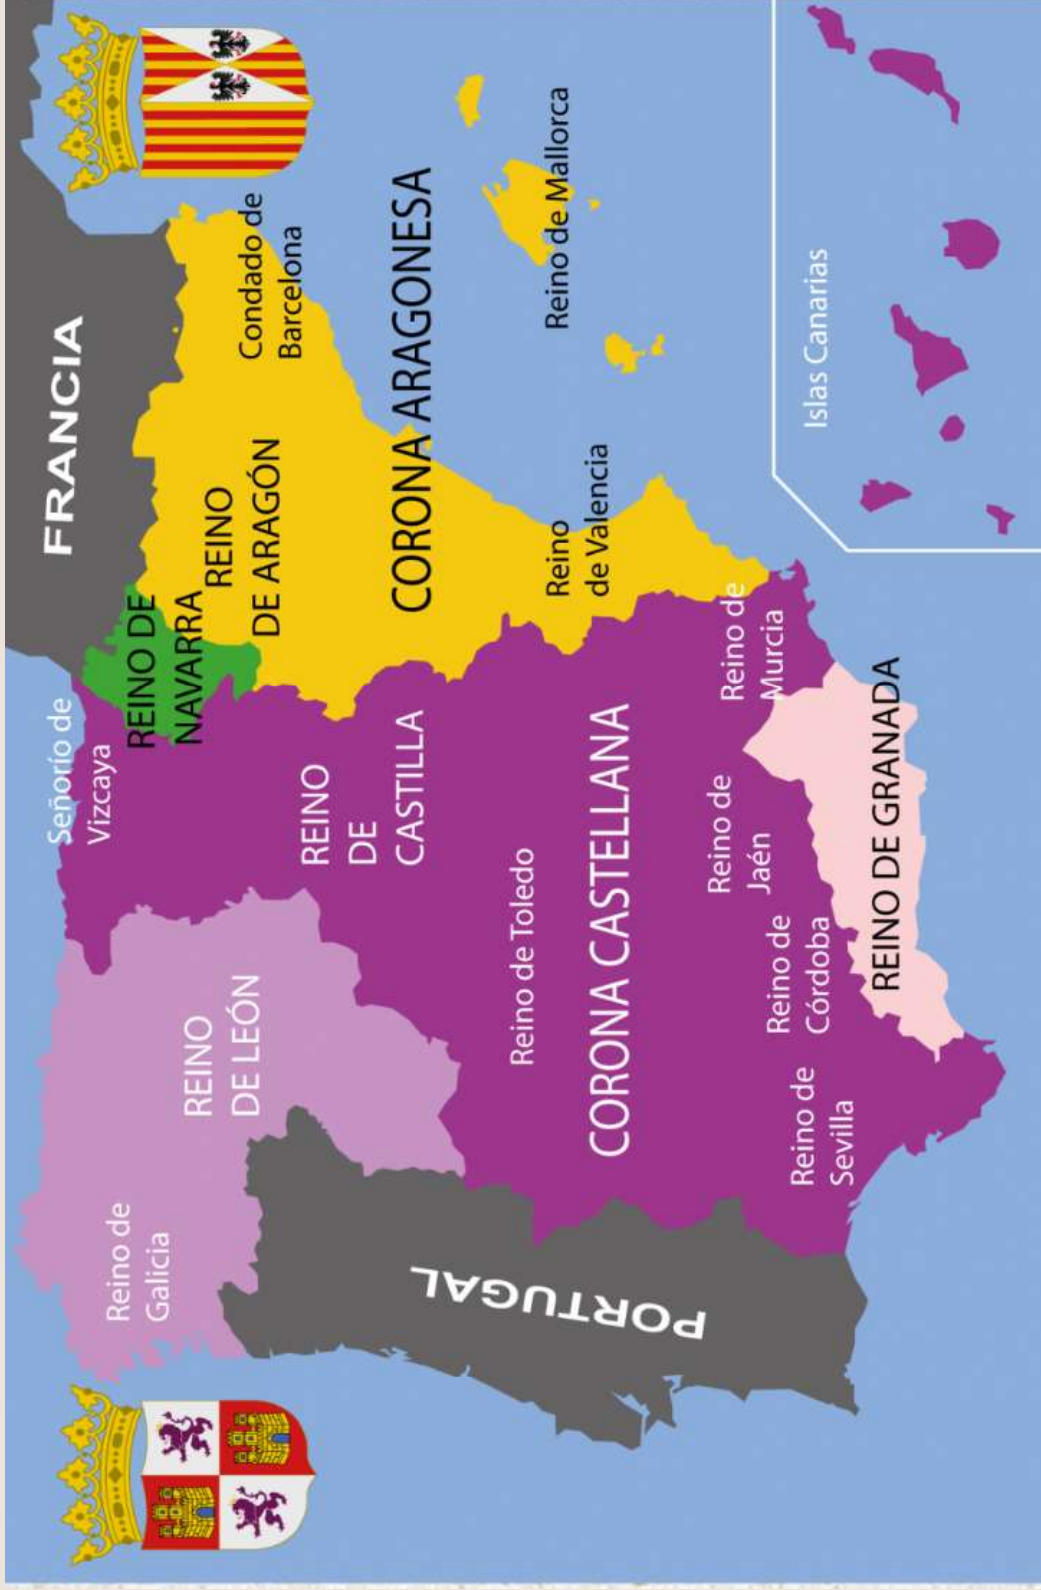 FRANCIA
Señorío de
Vizcaya
REINO DE
NAVARRA
Reino de
Galicia
REINO
DE LEÓN
REINO
DE ARAGÓN
Condado de
Barcelona
REINO
DE
CASTILLA
CORONA ARAGONESA
PORTUGAL
Reino de Toledo
Reino
de Valencia
Reino de Mallorca
CORONA CASTELLANA
Reino de
Jaén
Reino de
Murcia
Reino de
Córdoba
Reino de
Sevilla
REINO DE GRANADA
Islas Canarias